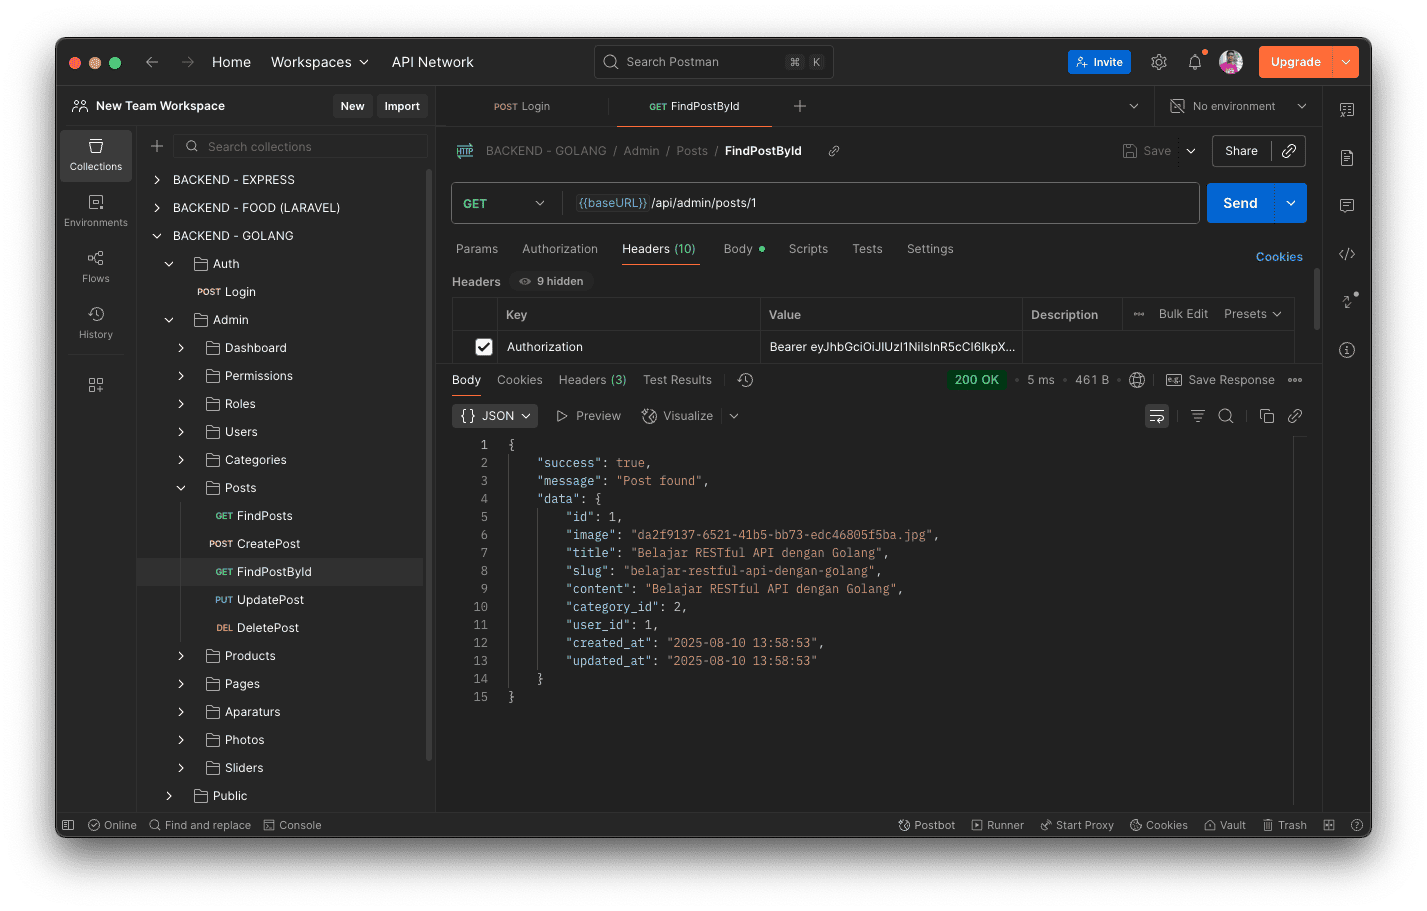 Home
Workspaces
API Network
Search Postman
⌘ K
Invite
Upgrade
New Team Workspace
New
Import
POST Login
GET FindPostById
No environment
Collections
Environments
Flows
History
Search collections
BACKEND - EXPRESS
BACKEND - FOOD (LARAVEL)
BACKEND - GOLANG
Auth
POST Login
Admin
Dashboard
Permissions
Roles
Users
Categories
Posts
GET FindPosts
POST CreatePost
GET FindPostById
PUT UpdatePost
DEL DeletePost
Products
Pages
Aparaturs
Photos
Sliders
Public
HTTP BACKEND - GOLANG / Admin / Posts / FindPostById
Save
Share
GET
{{baseURL}} /api/admin/posts/1
Send
Params
Authorization
Headers (10)
Body
Scripts
Tests
Settings
Cookies
Headers
9 hidden
Key
Value
Description
Bulk Edit
Presets
Authorization
Bearer eyJhbGciOiJIUzI1NiIsInR5cCI6IkpX...
Body
Cookies
Headers (3)
Test Results
200 OK
5 ms
461 B
e.g.
Save Response
{} JSON
Preview
Visualize
1 {
2 "success": true,
3 "message": "Post found",
4 "data": {
5 "id": 1,
6 "image": "da2f9137-6521-41b5-bb73-edc46805f5ba.jpg",
7 "title": "Belajar RESTful API dengan Golang",
8 "slug": "belajar-restful-api-dengan-golang",
9 "content": "Belajar RESTful API dengan Golang",
10 "category_id": 2,
11 "user_id": 1,
12 "created_at": "2025-08-10 13:58:53",
13 "updated_at": "2025-08-10 13:58:53"
14 }
15 }
Online
Find and replace
Console
Postbot
Runner
Start Proxy
Cookies
Vault
Trash